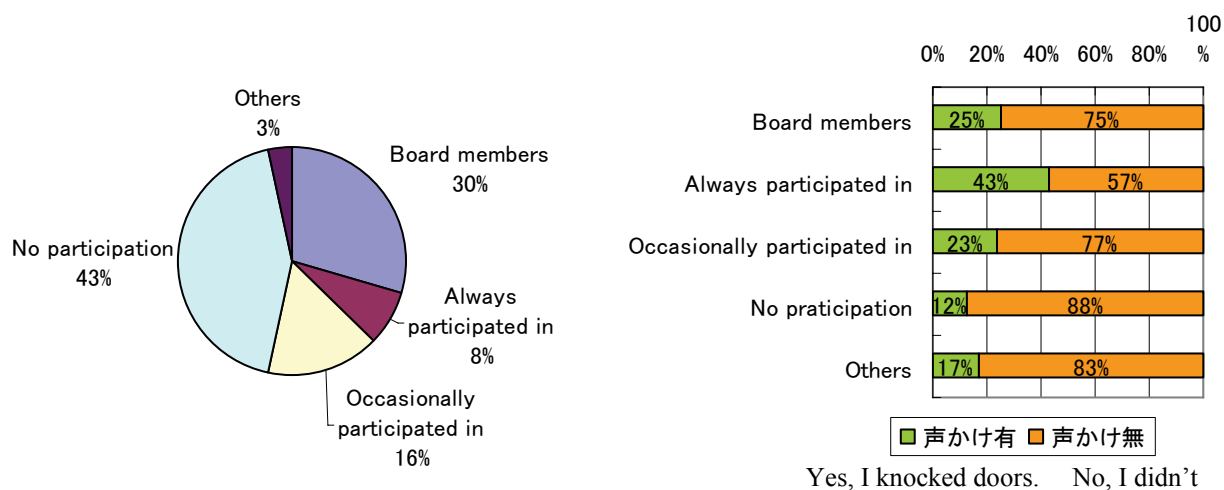 Others
3%
Board members
30%
No participation
43%
Always
participated in
8%
Occasionally
participated in
16%
100
0% 20% 40% 60% 80% %
Board members 25% 75%
Always participated in 43% 57%
Occasionally participated in 23% 77%
No praticipation 12% 88%
Others 17% 83%
声かけ有 声かけ無
Yes, I knocked doors. No, I didn’t